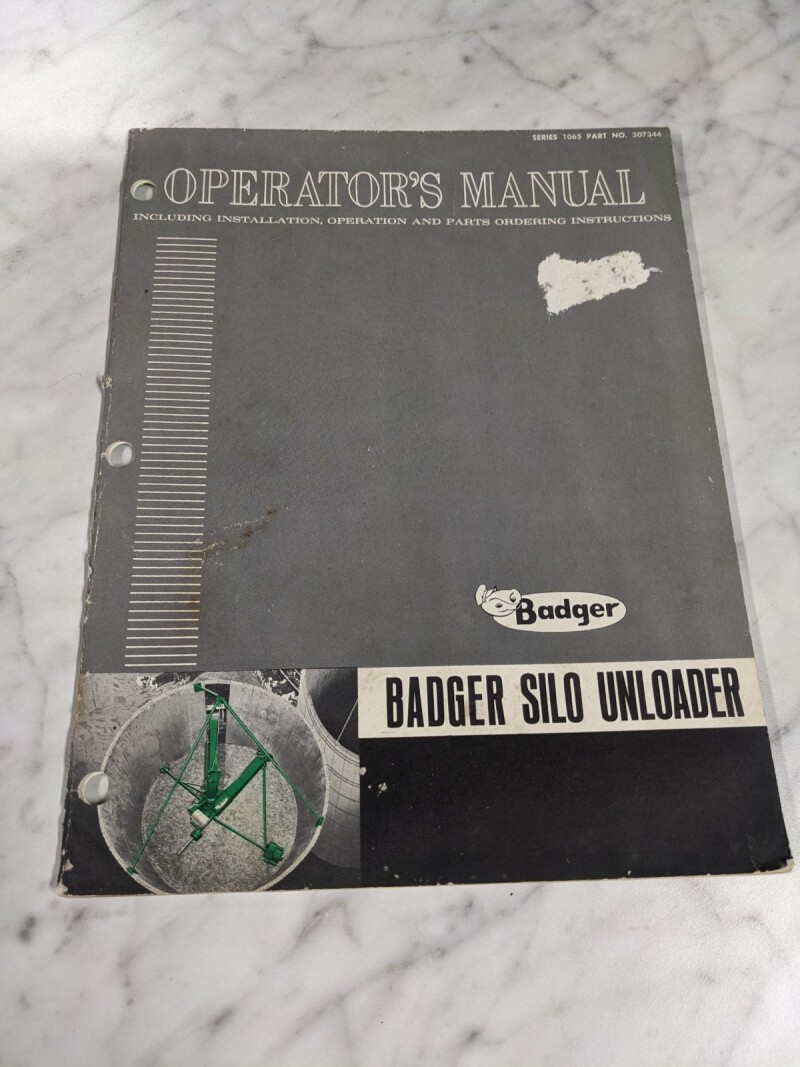 SERIES 1065 PART NO. 307344
OPERATOR'S MANUAL
INCLUDING INSTALLATION, OPERATION AND PARTS ORDERING INSTRUCTIONS
Badger
BADGER SILO UNLOADER